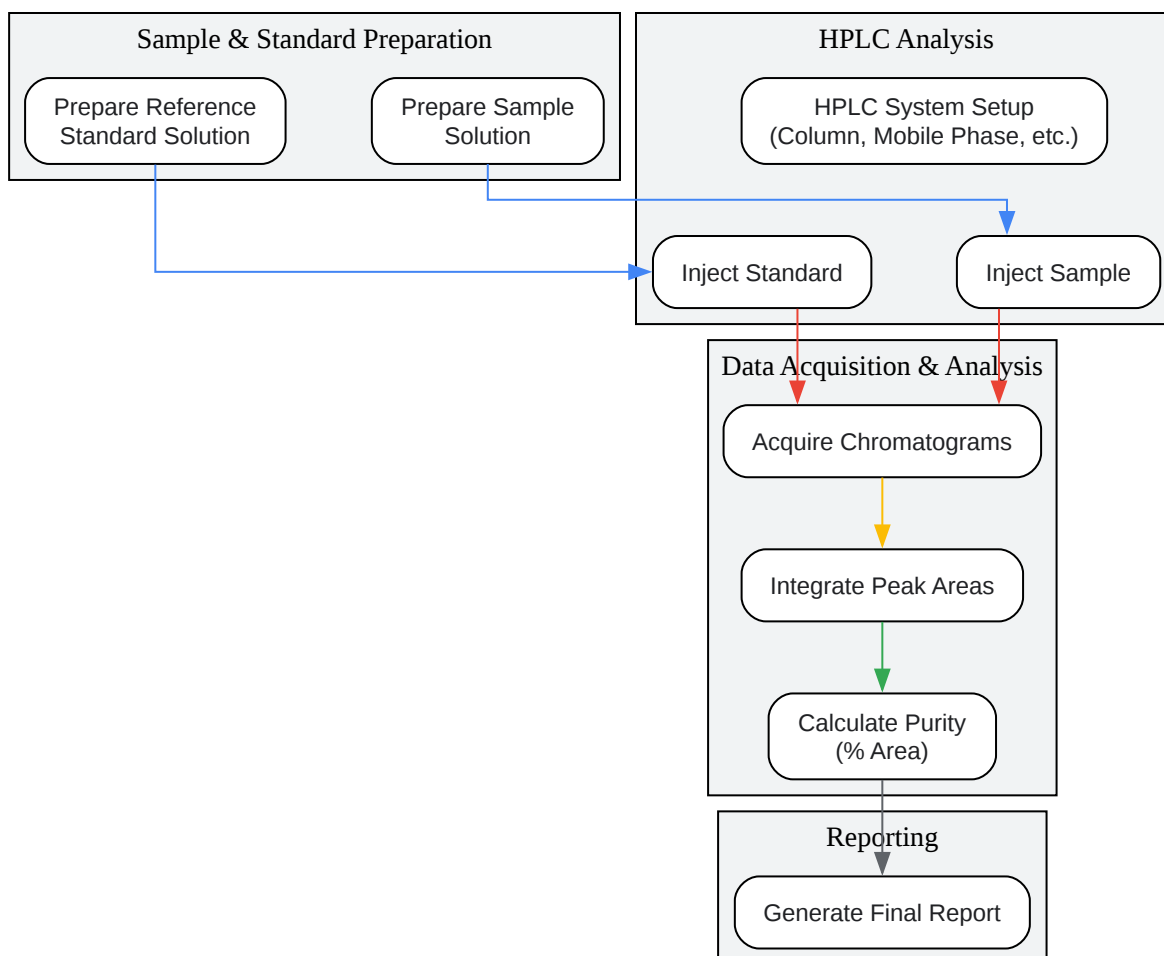 Sample & Standard Preparation
Prepare Reference
Standard Solution
Prepare Sample
Solution
HPLC Analysis
HPLC System Setup
(Column, Mobile Phase, etc.)
Inject Standard
Inject Sample
Data Acquisition & Analysis
Acquire Chromatograms
Integrate Peak Areas
Calculate Purity
(% Area)
Reporting
Generate Final Report